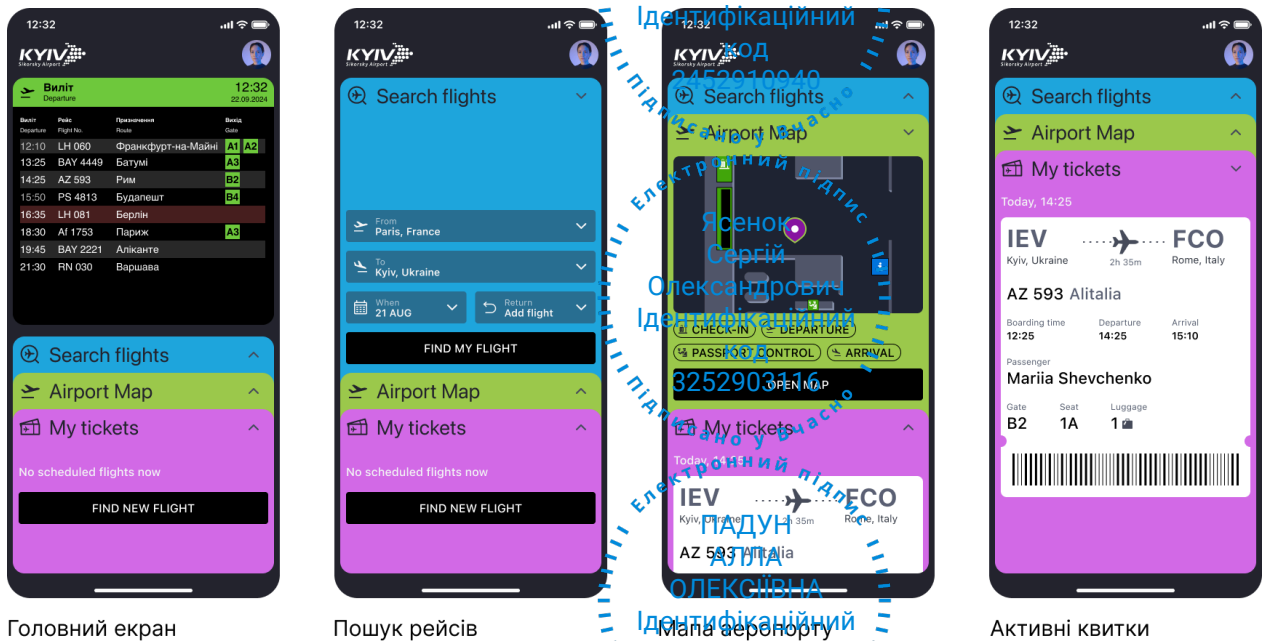 12:32
KYIV
Sikorsky Airport
Виліт
Departure
12:32
22.09.2024
Виліт Рейс Призначення Вихід
Departure Flight No. Route Gate
12:10 LH 060 Франкфурт-на-Майні A1 A2
13:25 BAY 4449 Батумі A3
14:25 AZ 593 Рим B2
15:50 PS 4813 Будапешт B4
16:35 LH 081 Берлін
18:30 Af 1753 Париж A3
19:45 BAY 2221 Аліканте
21:30 RN 030 Варшава
Search flights
Airport Map
My tickets
No scheduled flights now
FIND NEW FLIGHT
Головний екран
12:32
KYIV
Sikorsky Airport
Search flights
From
Paris, France
To
Kyiv, Ukraine
When
21 AUG
Return
Add flight
FIND MY FLIGHT
Airport Map
My tickets
No scheduled flights now
FIND NEW FLIGHT
Пошук рейсів
12:32
KYIV
Sikorsky Airport
Search flights
Airport Map
CHECK-IN DEPARTURE
PASSPORT CONTROL ARRIVAL
OPEN MAP
My tickets
Today, 14:25
IEV FCO
Kyiv, Ukraine 2h 35m Rome, Italy
AZ 593 Alitalia
Мапа аеропорту
Ідентифікаційний
код
2452910940
Підписано у Вчасно
Електронний підпис
Ясенок
Сергій
Олександрович
Ідентифікаційний
код
3252903116
Підписано у Вчасно
Електронний підпис
ПАДУН
АЛЛА
ОЛЕКСІЇВНА
Ідентифікаційний
12:32
KYIV
Sikorsky Airport
Search flights
Airport Map
My tickets
Today, 14:25
IEV FCO
Kyiv, Ukraine 2h 35m Rome, Italy
AZ 593 Alitalia
Boarding time Departure Arrival
12:25 14:25 15:10
Passenger
Mariia Shevchenko
Gate Seat Luggage
B2 1A 1
Активні квитки